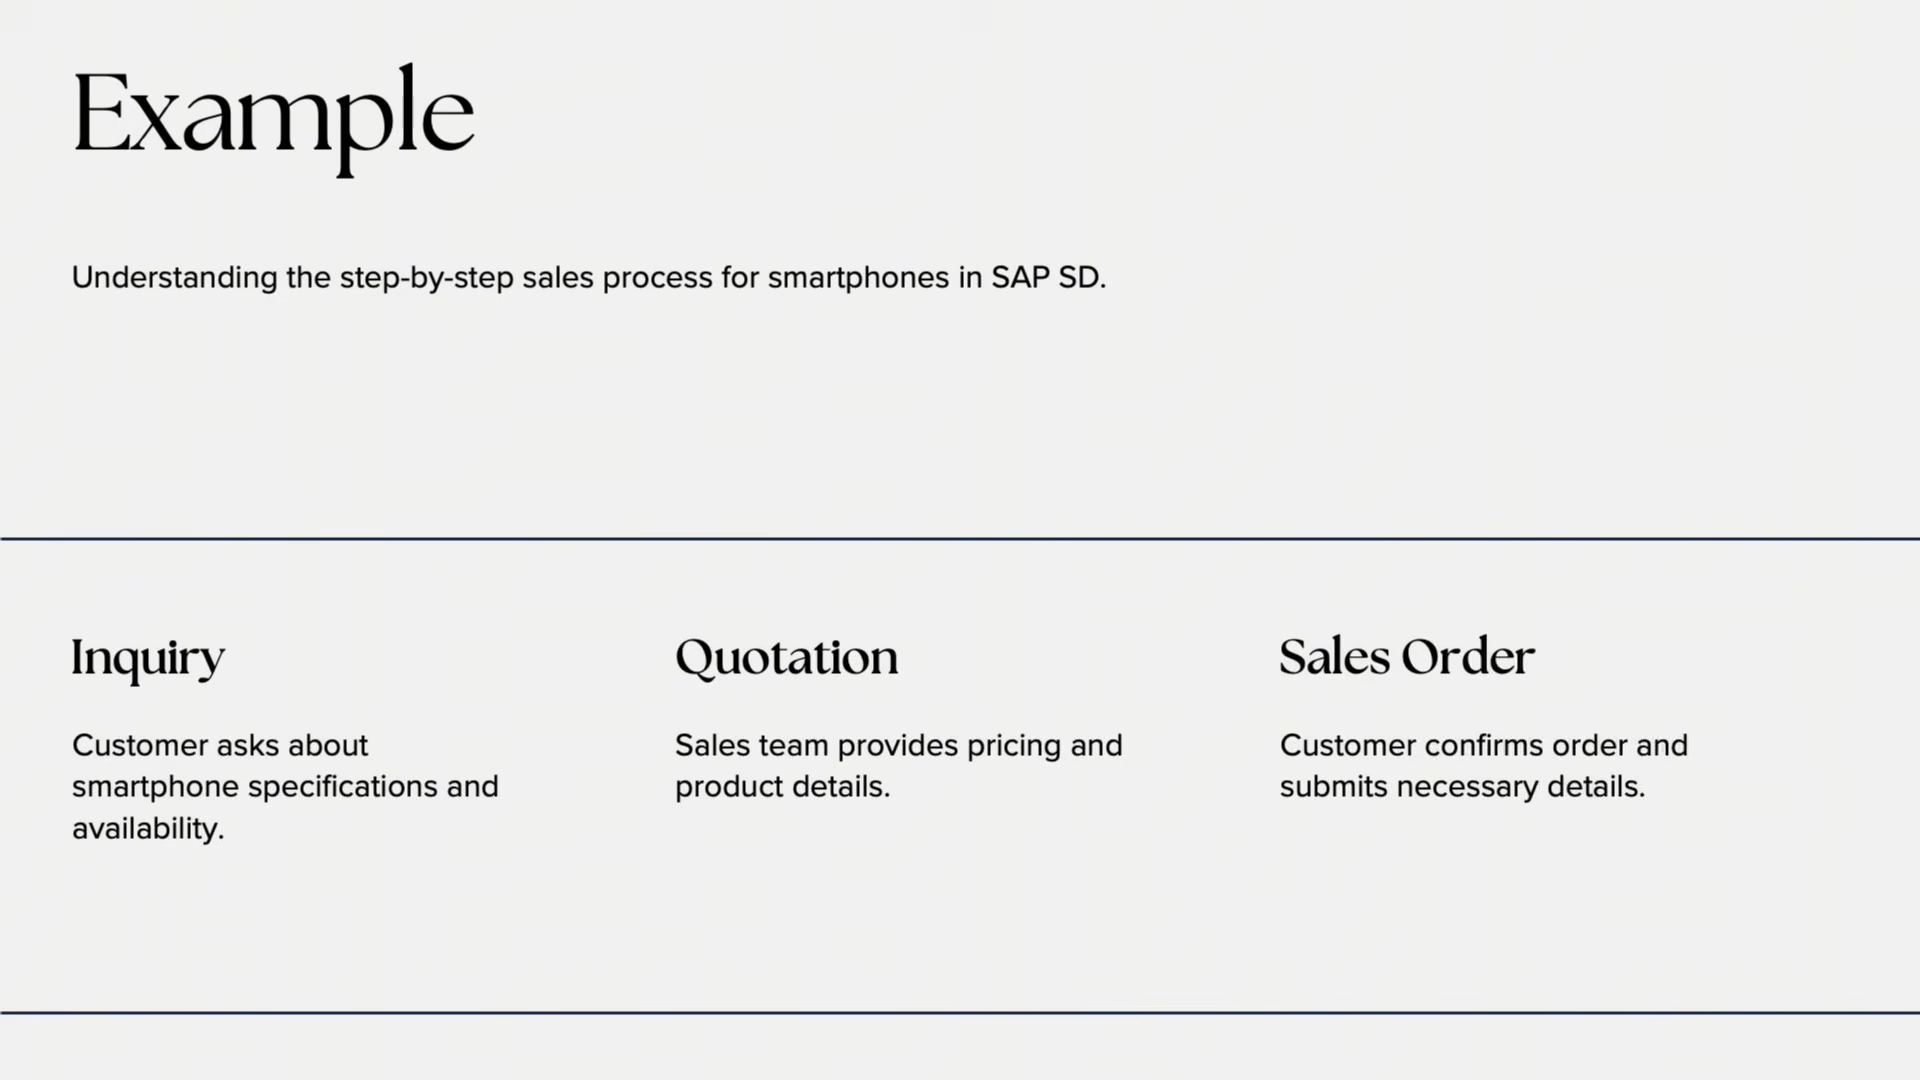 Example
Understanding the step-by-step sales process for smartphones in SAP SD.
Inquiry
Customer asks about
smartphone specifications and
availability.
Quotation
Sales team provides pricing and
product details.
Sales Order
Customer confirms order and
submits necessary details.